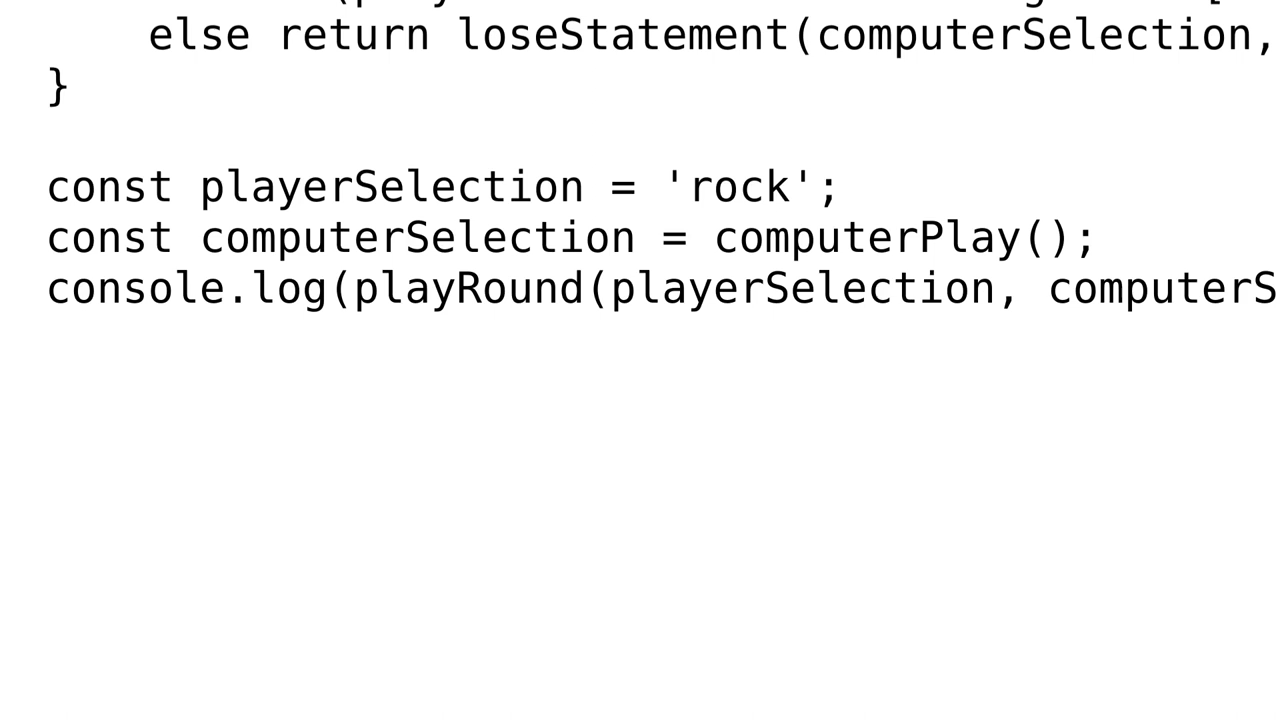 else return loseStatement(computerSelection,
}
const playerSelection = 'rock';
const computerSelection = computerPlay();
console.log(playRound(playerSelection, computerS